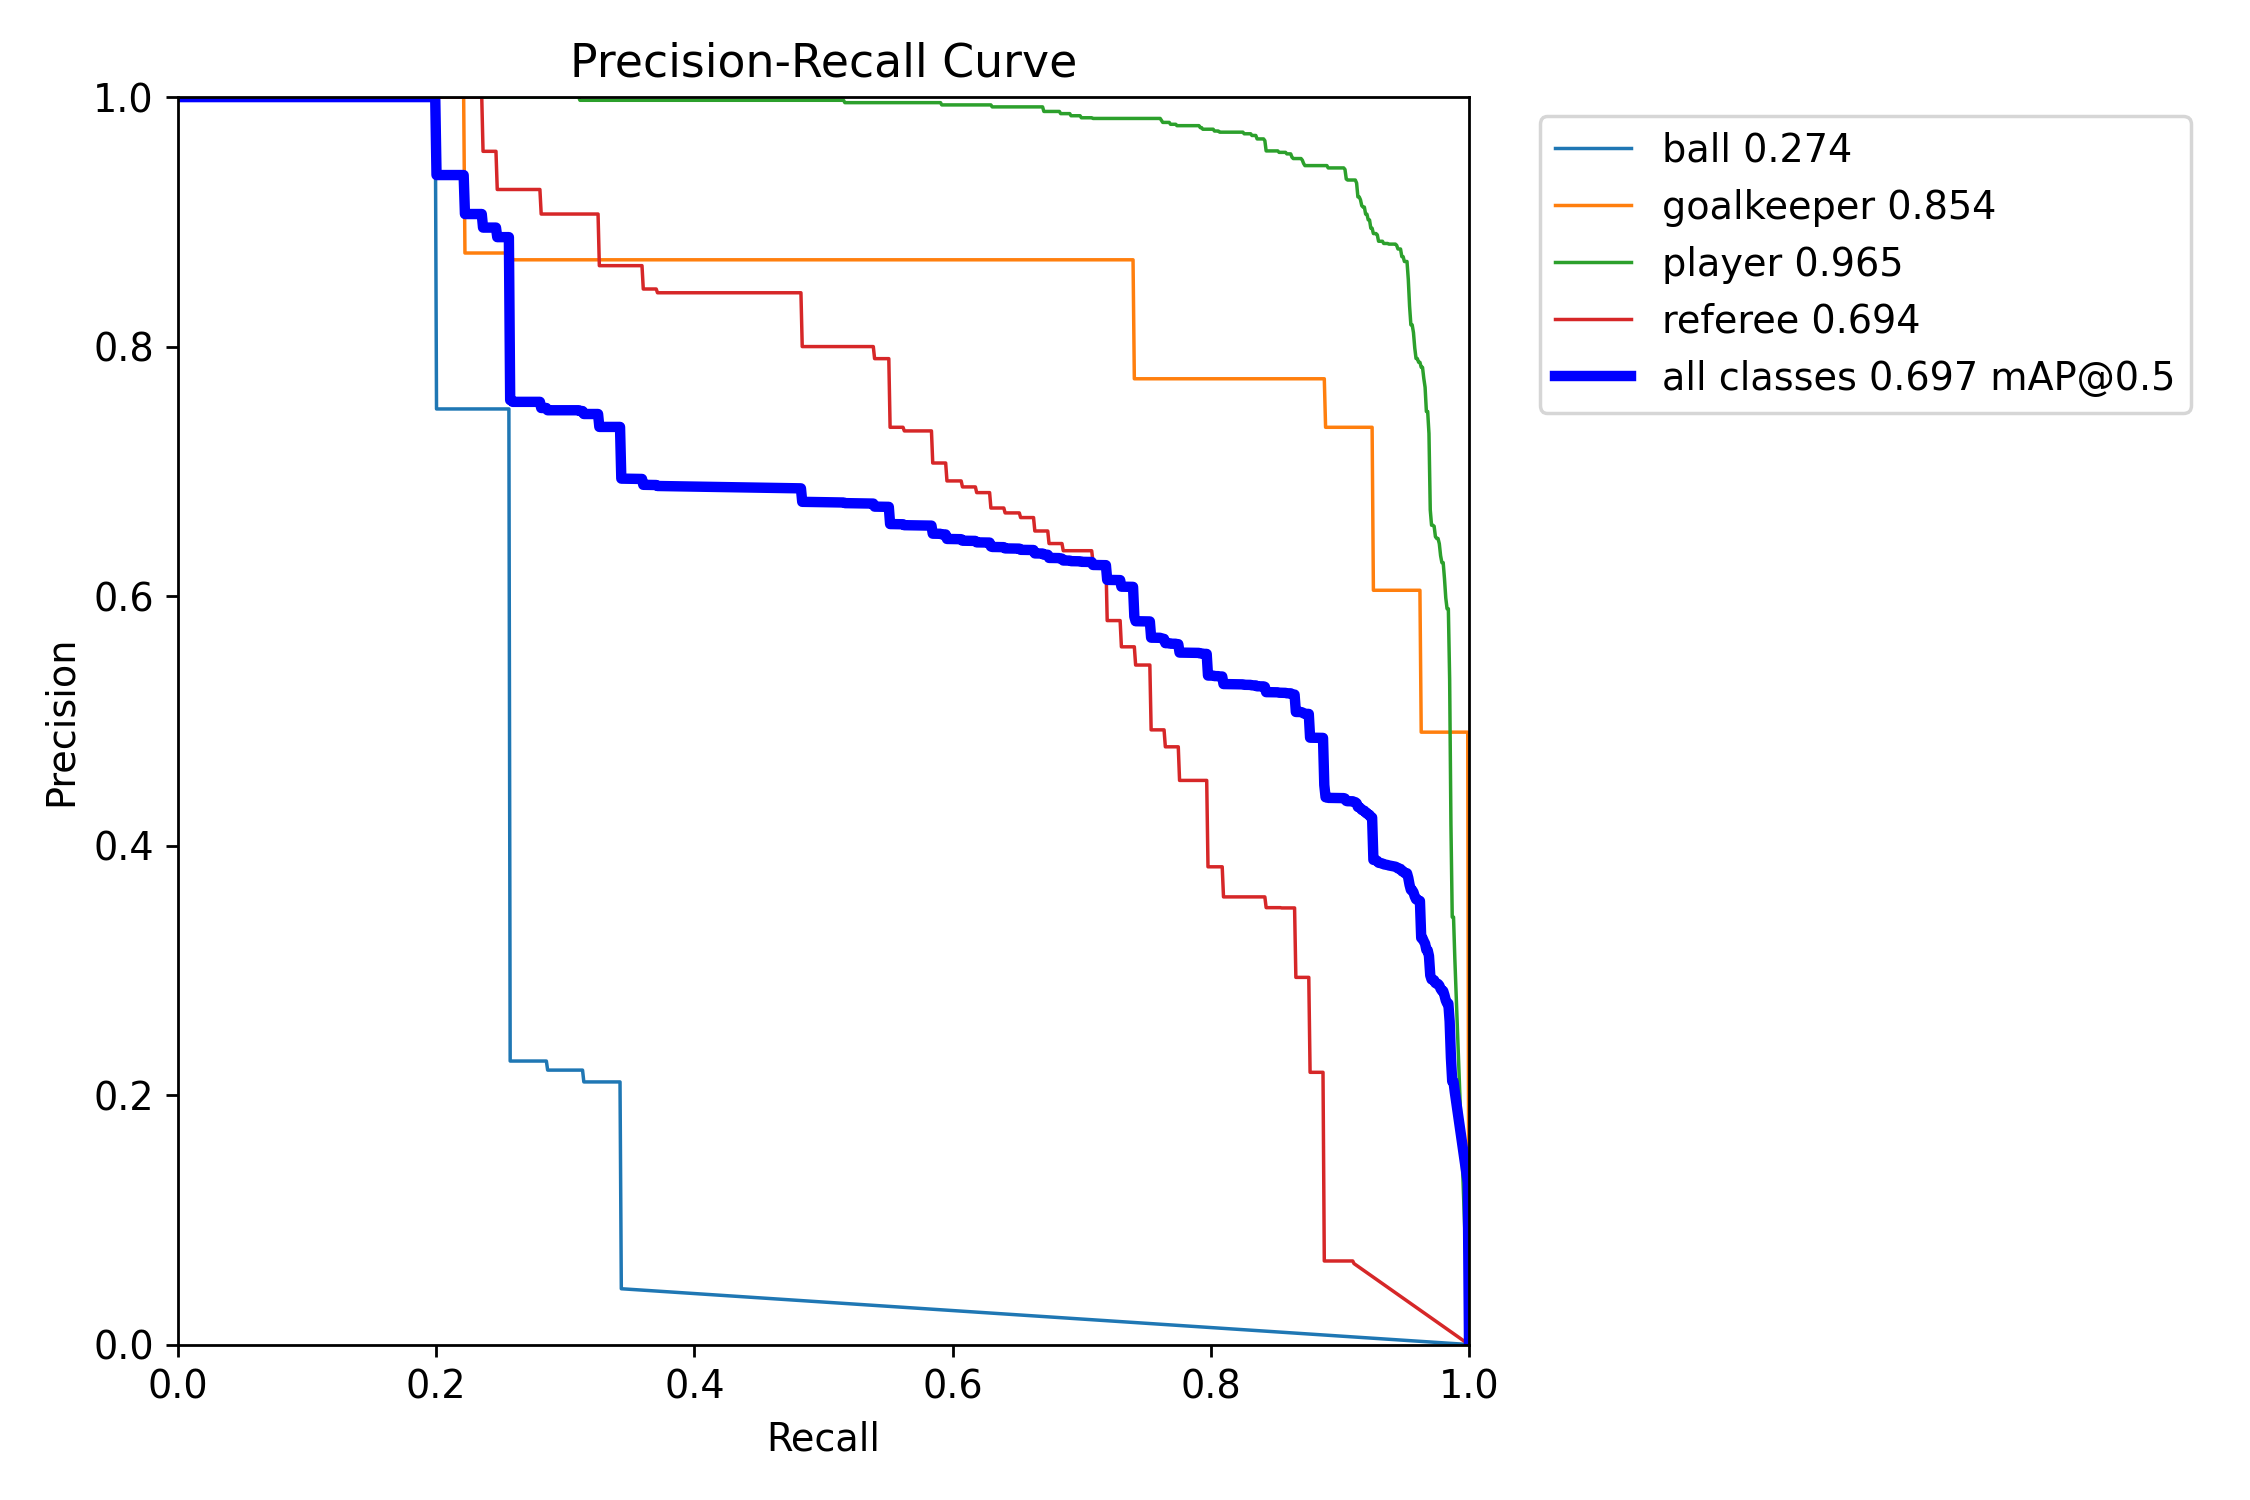 Precision-Recall Curve
1.0
0.8
0.6
0.4
0.2
0.0
Precision
0.0 0.2 0.4 0.6 0.8 1.0
Recall
ball 0.274
goalkeeper 0.854
player 0.965
referee 0.694
all classes 0.697 mAP@0.5